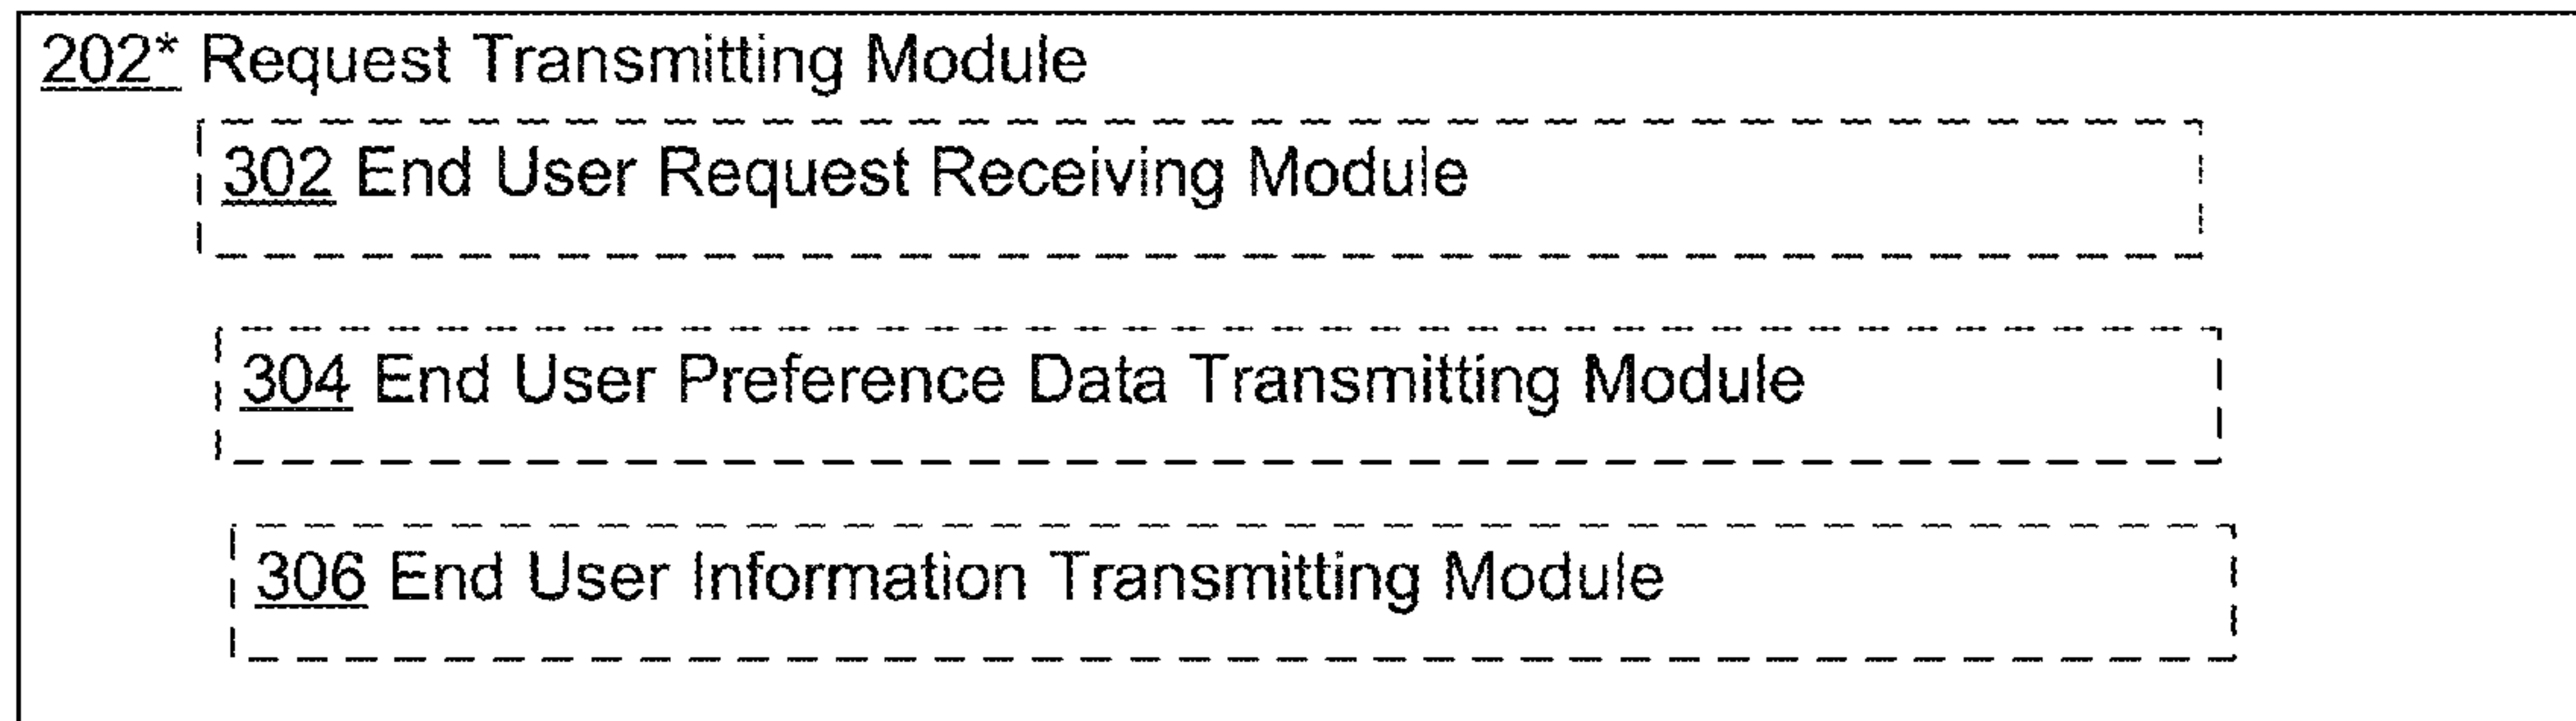 202* Request Transmitting Module
302 End User Request Receiving Module
304 End User Preference Data Transmitting Module
306 End User Information Transmitting Module